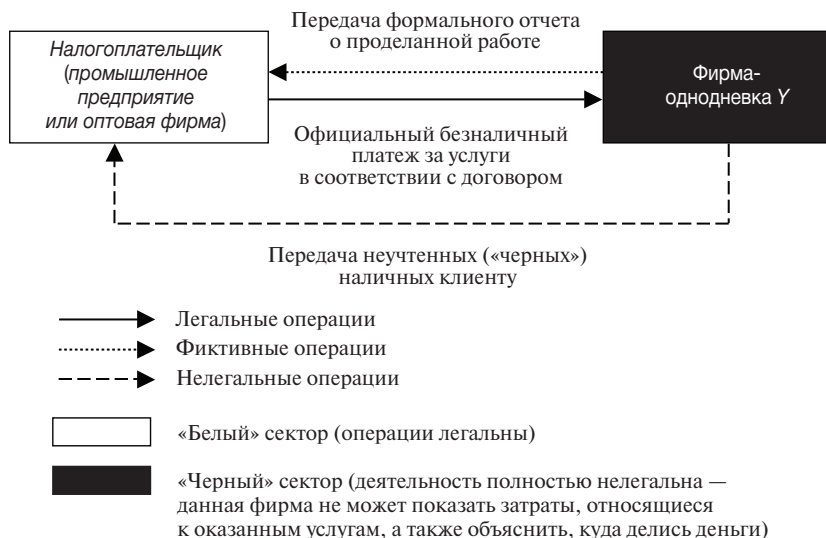 Передача формального отчета
о проделанной работе
Налогоплательщик
(промышленное
предприятие
или оптовая фирма)
Фирма-
однодневка Y
Официальный безналичный
платеж за услуги
в соответствии с договором
Передача неучтенных («черных»)
наличных клиенту
Легальные операции
Фиктивные операции
Нелегальные операции
«Белый» сектор (операции легальны)
«Черный» сектор (деятельность полностью нелегальна —
данная фирма не может показать затраты, относящиеся
к оказанным услугам, а также объяснить, куда делись деньги)